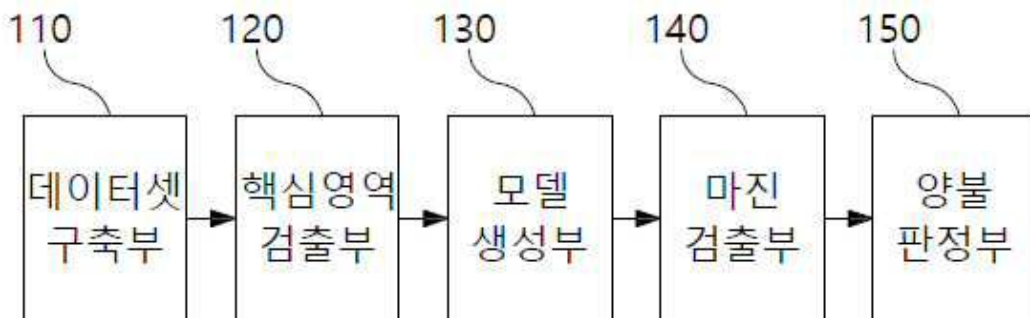 110 120 130 140 150
데이터셋 핵심영역 모델 마진 양불
구축부 검출부 생성부 검출부 판정부